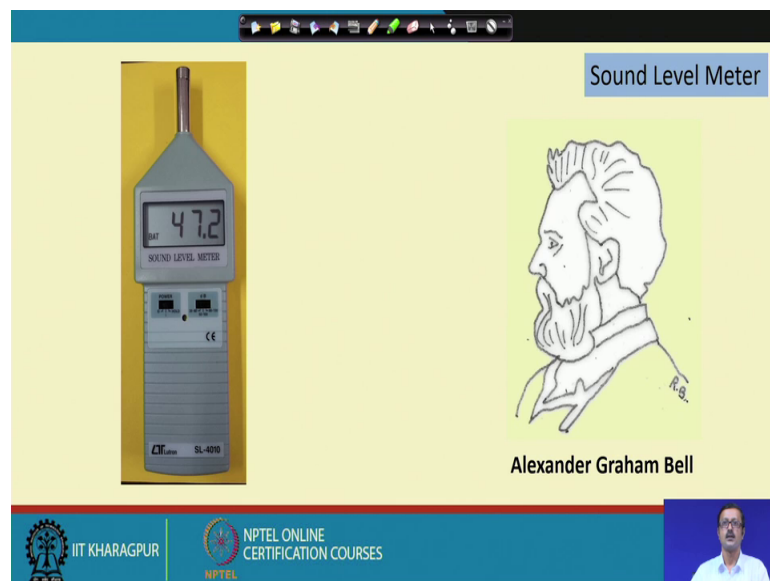 Sound Level Meter
47.2
BAT
SOUND LEVEL METER
POWER
CE
Lutron
SL-4010
R.B.
Alexander Graham Bell
IIT KHARAGPUR
NPTEL
NPTEL ONLINE
CERTIFICATION COURSES